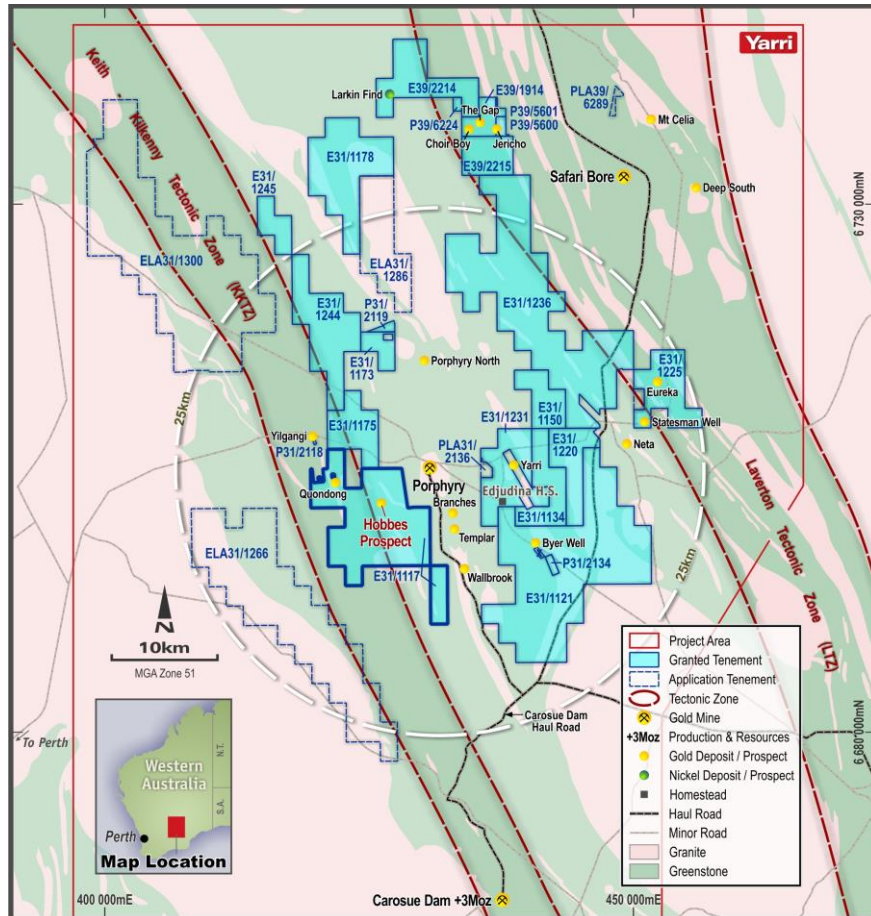 Yarri
Keith - Kilkenny Tectonic Zone (KKTZ)
Larkin Find
E39/2214
E39/1914
The Gap
P39/5601
P39/5600
P39/6224
Choir Boy
Jericho
PLA39/
6289
Mt Celia
E31/1178
E39/2215
Safari Bore
Deep South
E31/
1245
6 730 000mN
ELA31/1300
ELA31/
1286
E31/
1244
P31/
2119
E31/1236
E31/
1173
Porphyry North
E31/
1225
Eureka
25km
E31/1175
E31/1231
E31/
1150
Statesman Well
Yilgangi
P31/2118
PLA31/
2136
E31/
1220
Neta
Yarri
Quondong
Porphyry
Edjudina H.S.
Hobbes
Prospect
Branches
E31/1134
Templar
Byer Well
ELA31/1266
P31/2134
E31/1117
Wallbrook
E31/1121
25km
Laverton Tectonic Zone (LTZ)
N
10km
MGA Zone 51
Project Area
Granted Tenement
Application Tenement
Tectonic Zone
Gold Mine
+3Moz Production & Resources
Gold Deposit / Prospect
Nickel Deposit / Prospect
Homestead
Haul Road
Minor Road
Granite
Greenstone
Carosue Dam
Haul Road
6 680 000mN
To Perth
Western
Australia
N.T.
S.A.
Perth
Map Location
400 000mE
Carosue Dam +3Moz
450 000mE